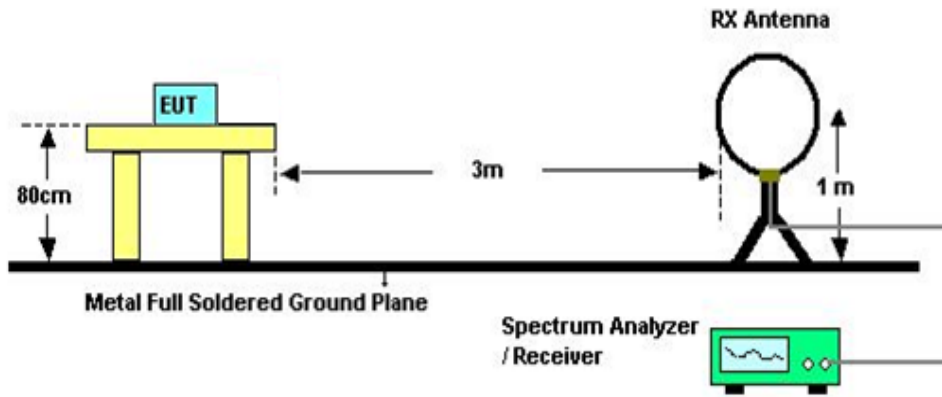 RX Antenna
EUT
80cm
3m
1 m
Metal Full Soldered Ground Plane
Spectrum Analyzer
/ Receiver